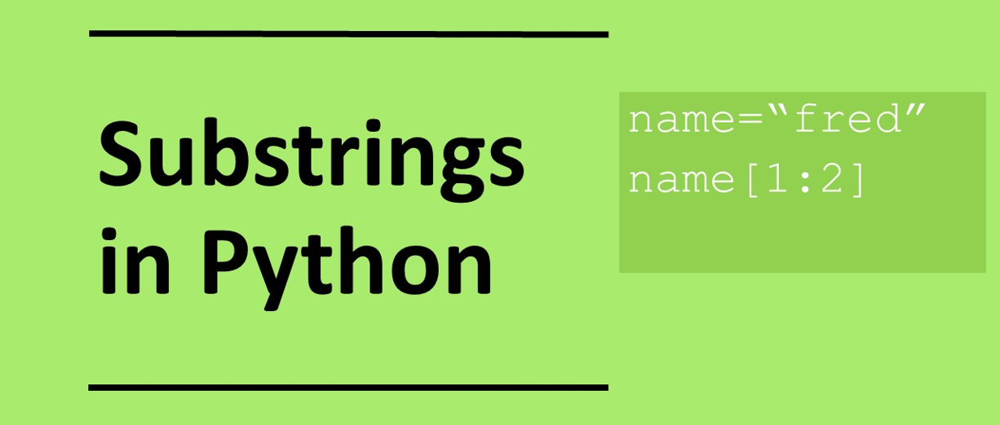 Substrings
in Python
name=“fred”
name[1:2]